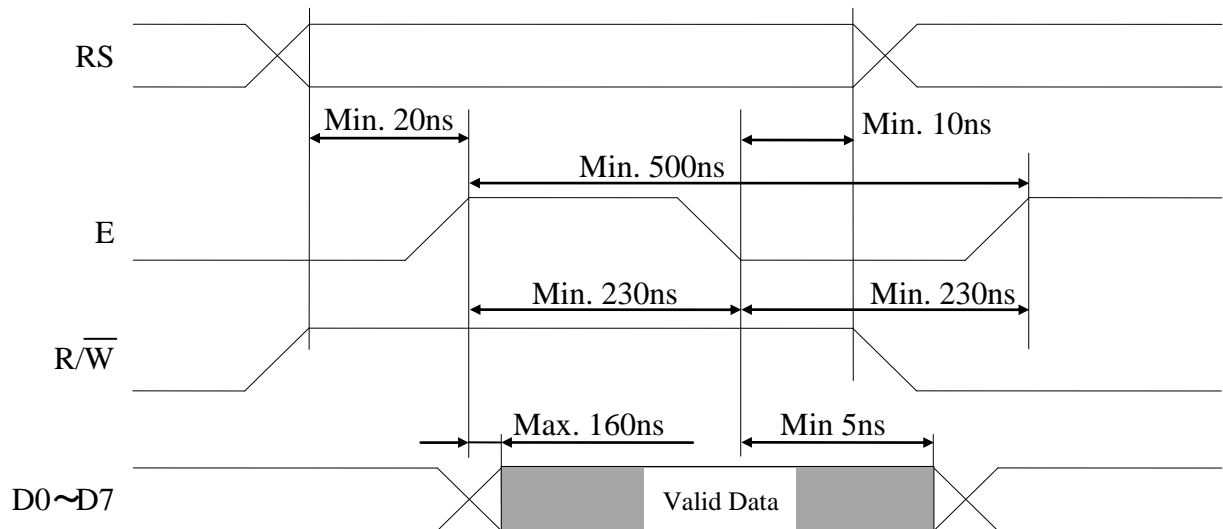 RS
Min. 20ns
Min. 10ns
Min. 500ns
E
Min. 230ns
Min. 230ns
R/W̅
Max. 160ns
Min 5ns
D0～D7
Valid Data